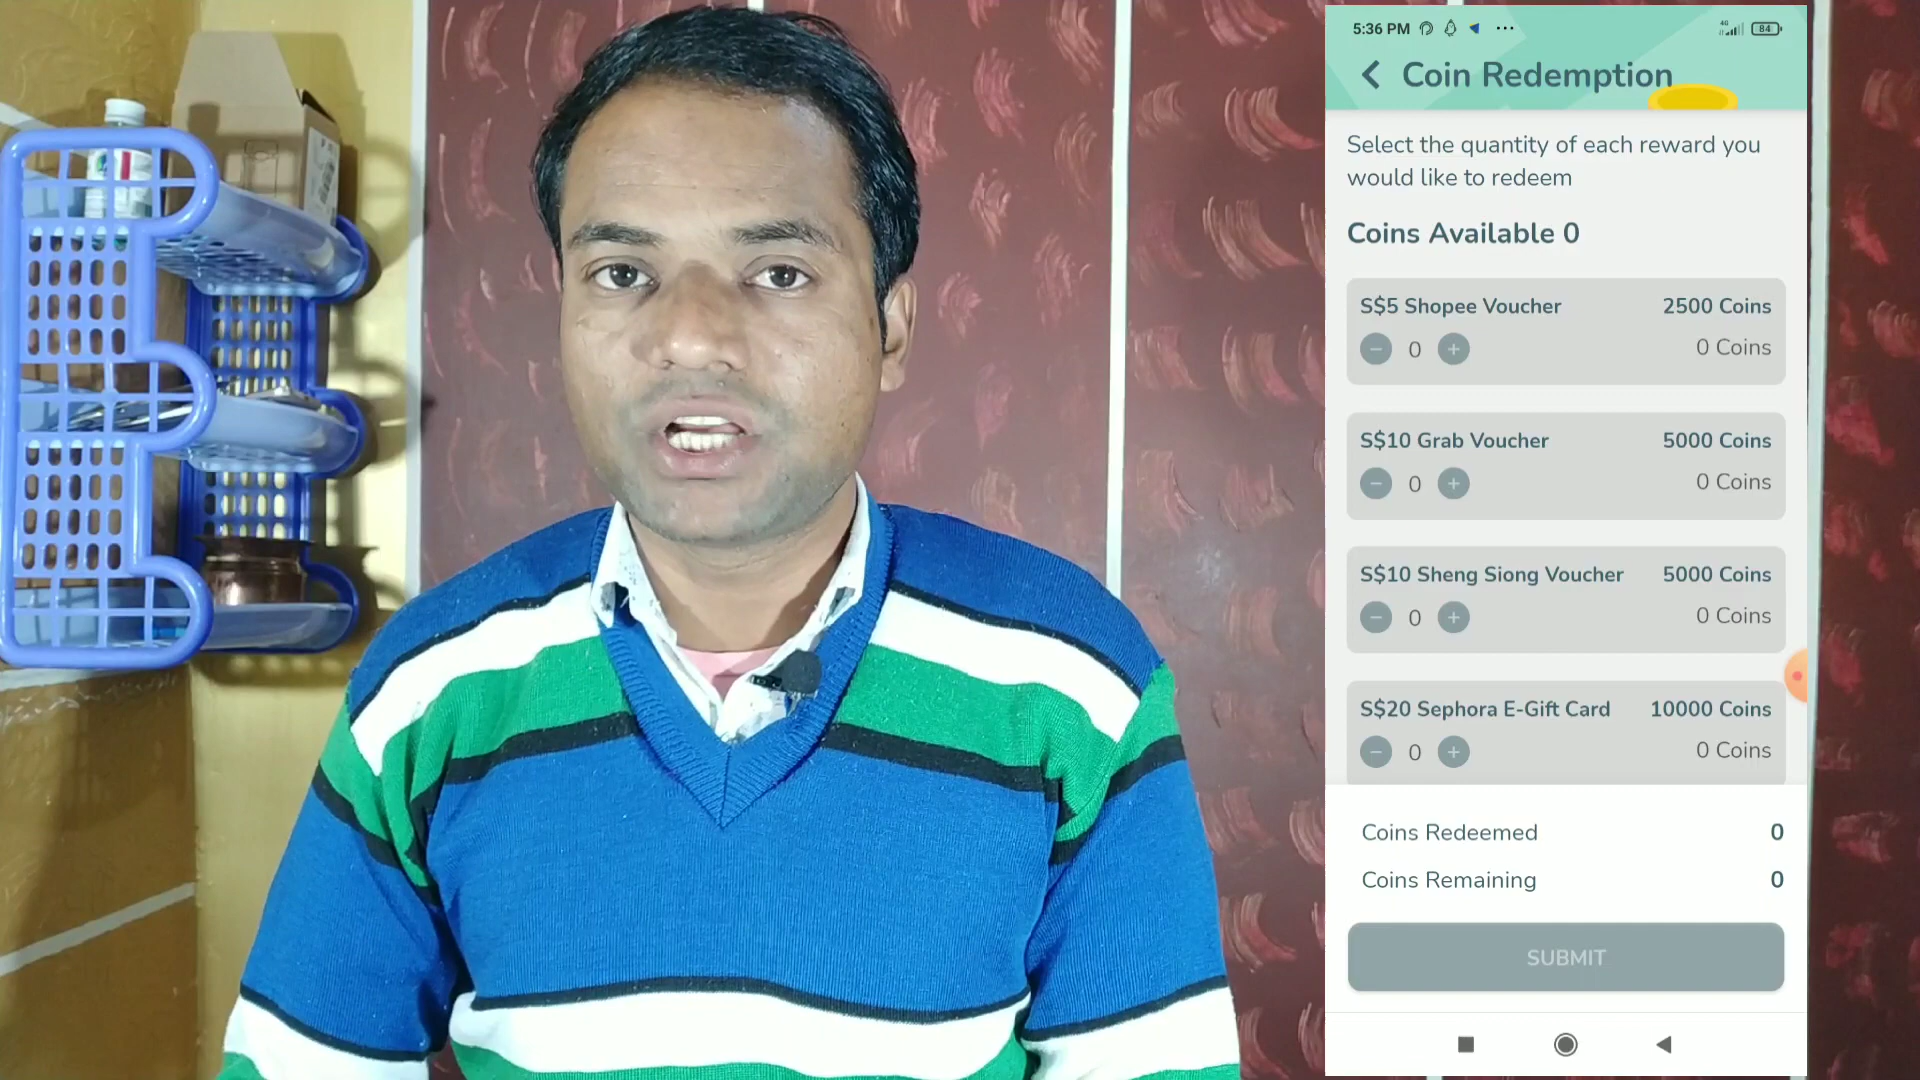 5:36 PM ... 4G 84
Coin Redemption
Select the quantity of each reward you
would like to redeem
Coins Available 0
S$5 Shopee Voucher 2500 Coins
− 0 + 0 Coins
S$10 Grab Voucher 5000 Coins
− 0 + 0 Coins
S$10 Sheng Siong Voucher 5000 Coins
− 0 + 0 Coins
S$20 Sephora E-Gift Card 10000 Coins
− 0 + 0 Coins
Coins Redeemed 0
Coins Remaining 0
SUBMIT